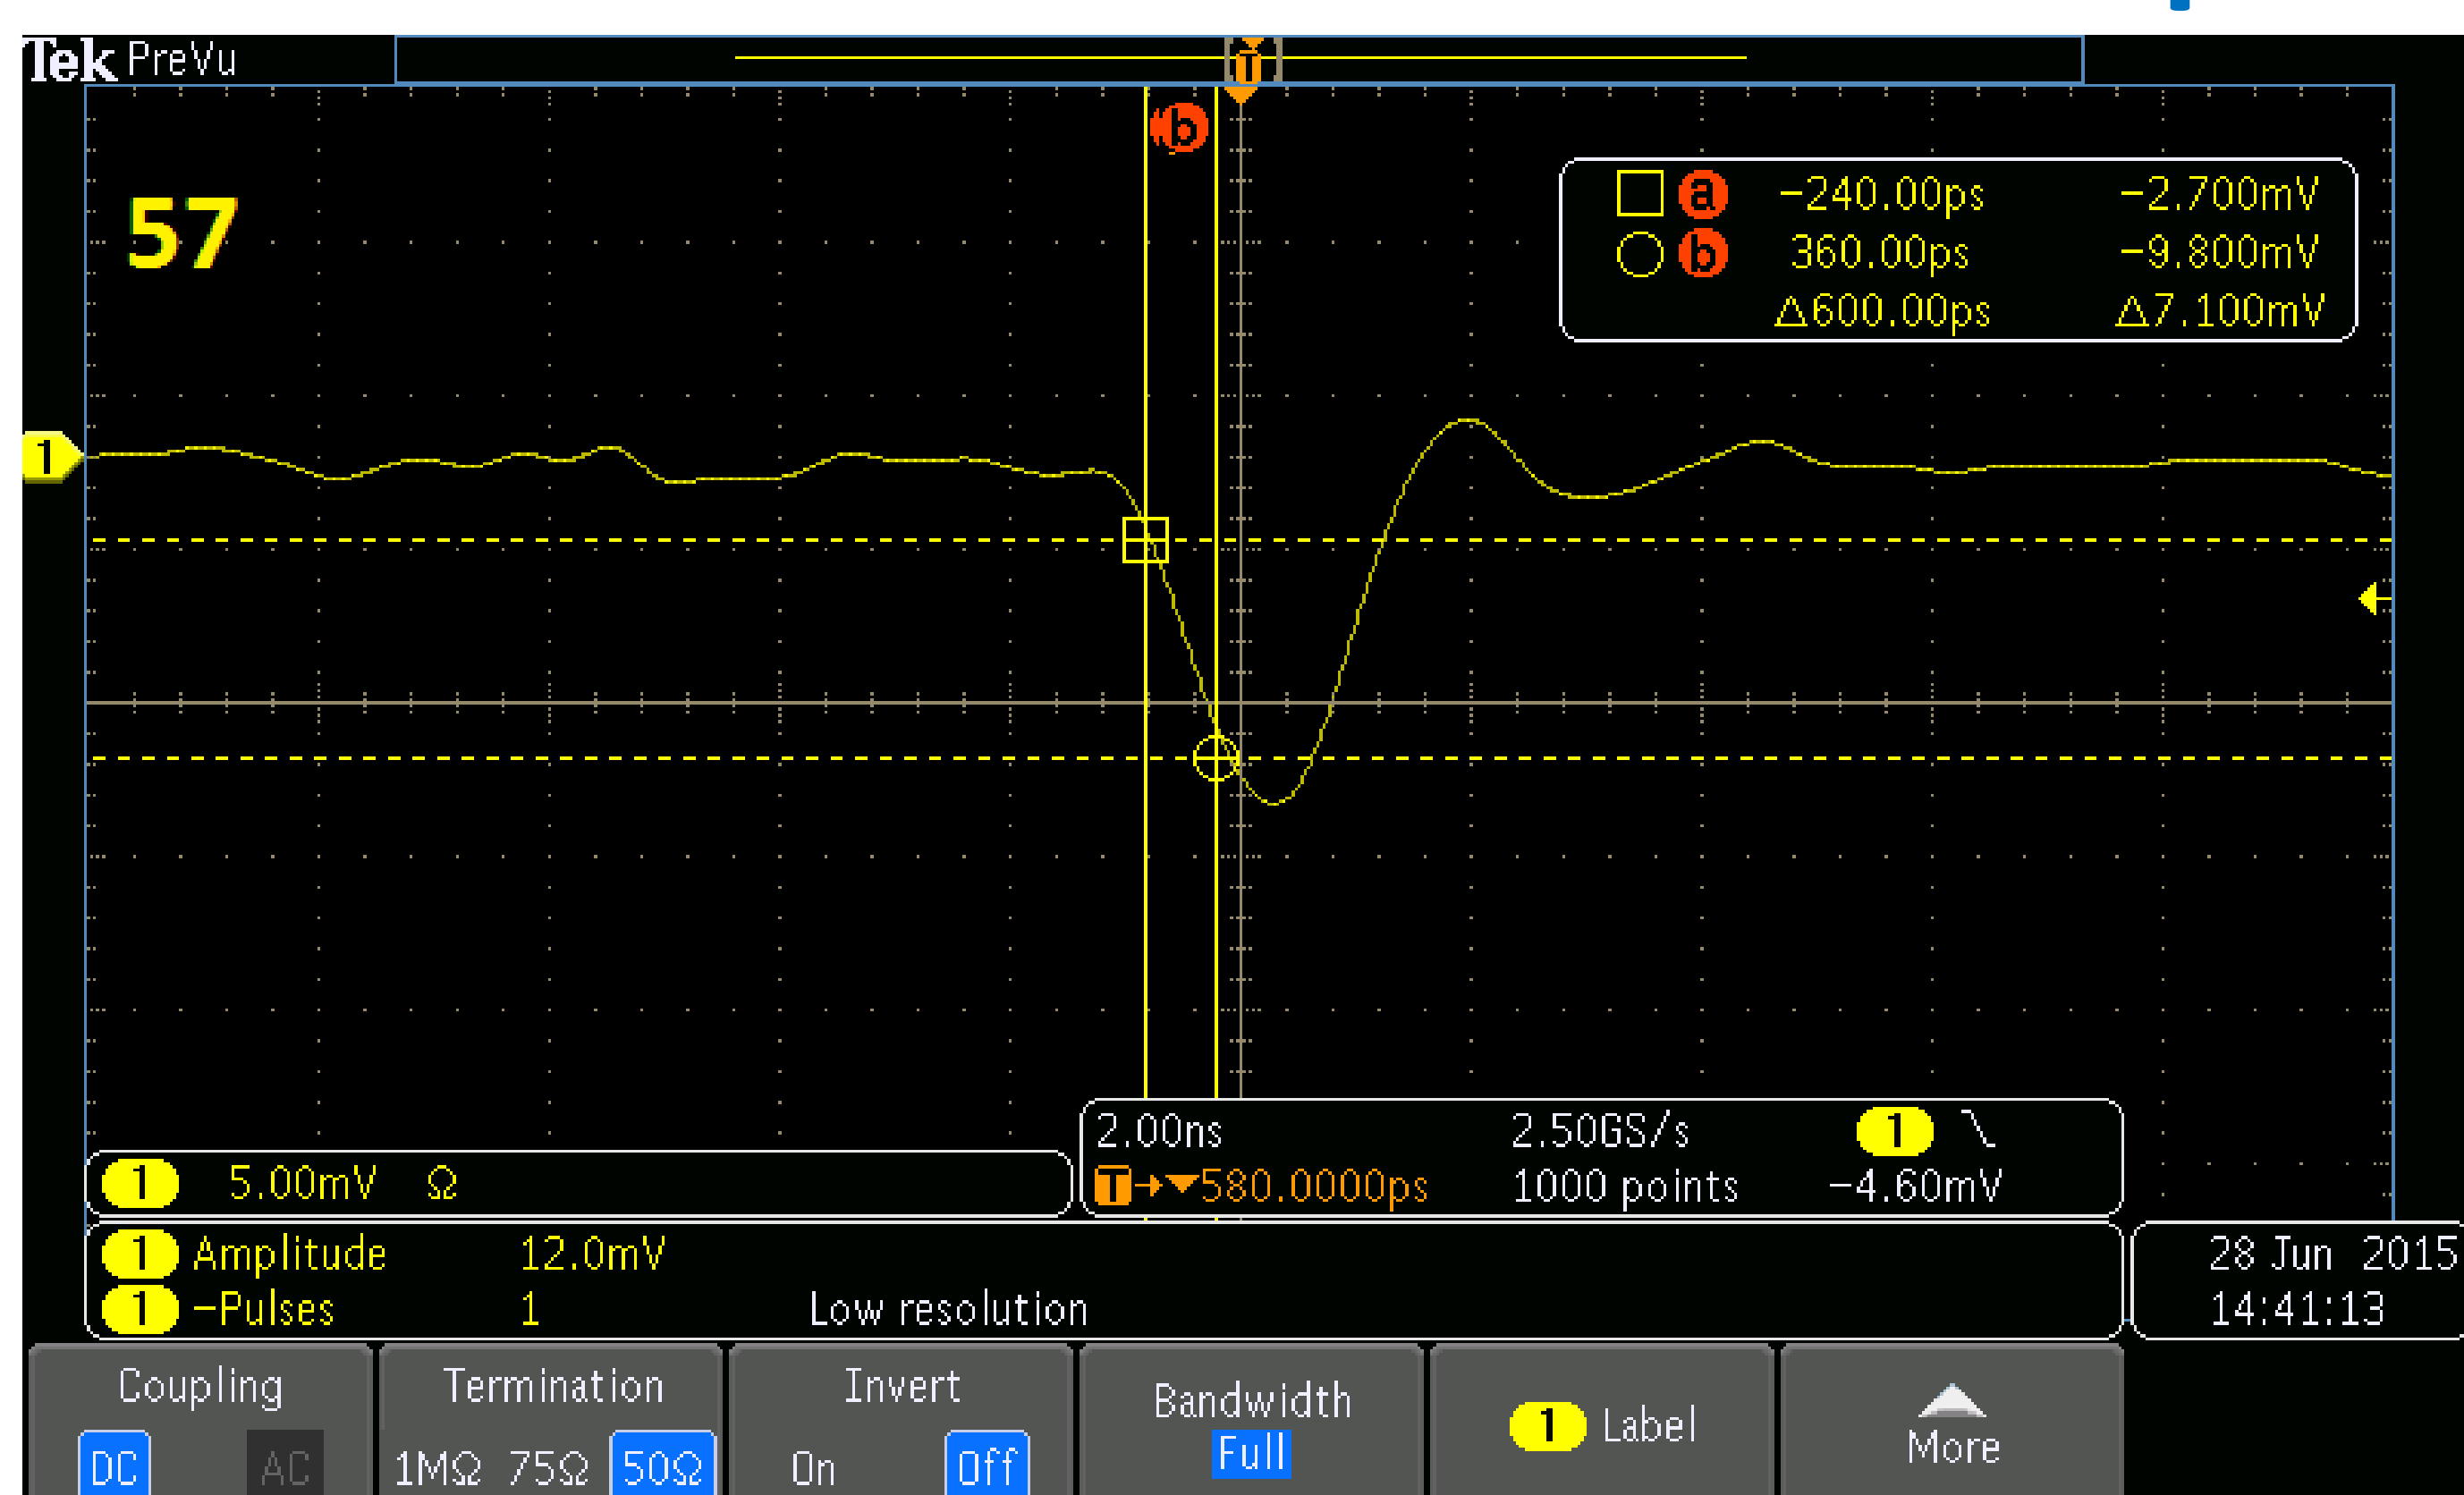 Tek PreVu
T
b
57
a -240.00ps -2.700mV
b 360.00ps -9.800mV
Δ600.00ps Δ7.100mV
1
2.00ns 2.50GS/s 1
1 5.00mV Ω
T→▼580.0000ps 1000 points -4.60mV
1 Amplitude 12.0mV
1 -Pulses 1 Low resolution
28 Jun 2015
14:41:13
Coupling
DC AC
Termination
1MΩ 75Ω 50Ω
Invert
On Off
Bandwidth
Full
1 Label
More